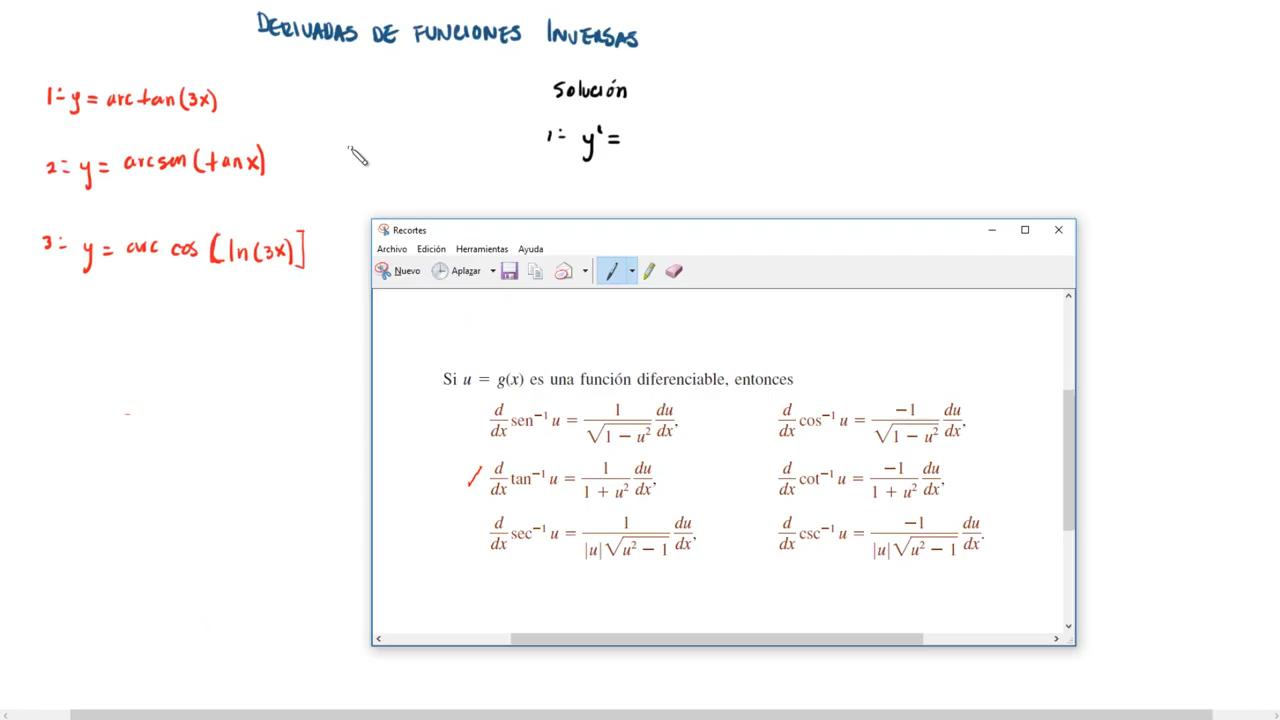 DERIVADAS DE FUNCIONES INVERSAS
1- y = arctan(3x)
2- y = arcsen(tanx)
3- y = arc cos [ln(3x)]
Solución
1- y' =
Recortes
Archivo Edición Herramientas Ayuda
Nuevo Aplazar
Si u = g(x) es una función diferenciable, entonces
d/dx sen⁻¹ u = 1/√(1 − u²) du/dx, d/dx cos⁻¹ u = −1/√(1 − u²) du/dx,
d/dx tan⁻¹ u = 1/(1 + u²) du/dx, d/dx cot⁻¹ u = −1/(1 + u²) du/dx,
d/dx sec⁻¹ u = 1/(|u|√(u² − 1)) du/dx, d/dx csc⁻¹ u = −1/(|u|√(u² − 1)) du/dx.